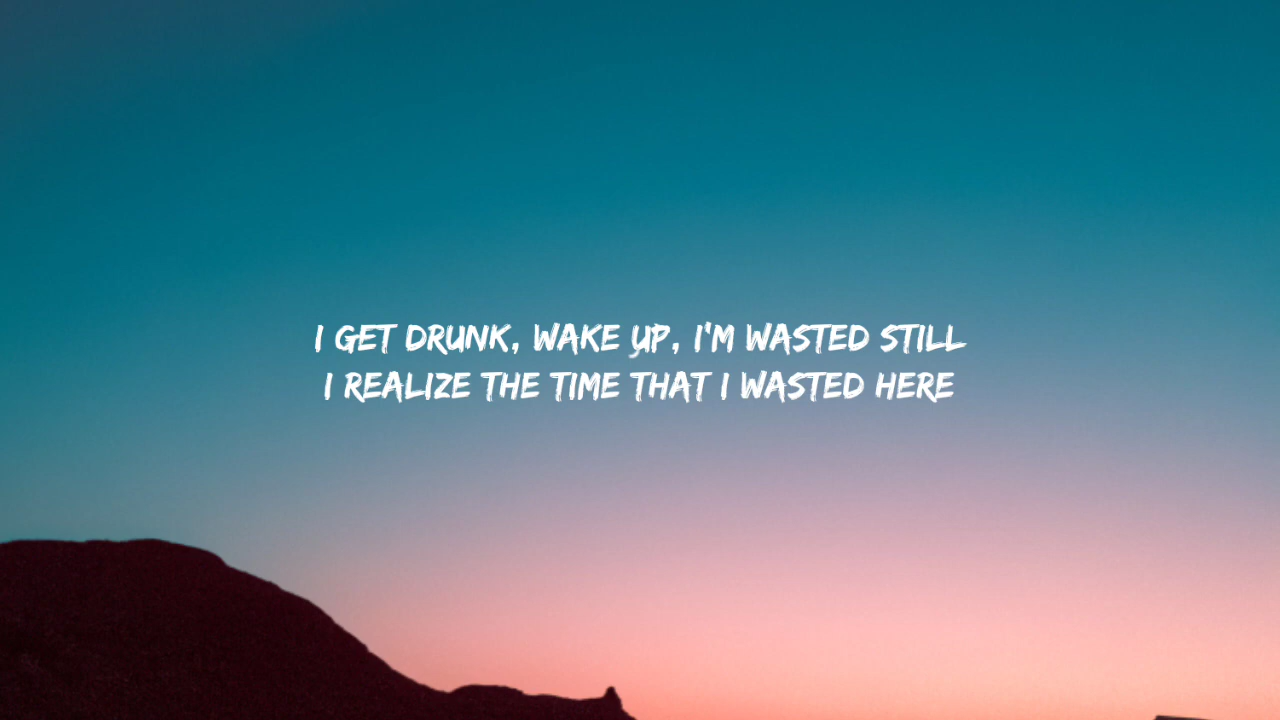 I GET DRUNK, WAKE UP, I'M WASTED STILL
I REALIZE THE TIME THAT I WASTED HERE